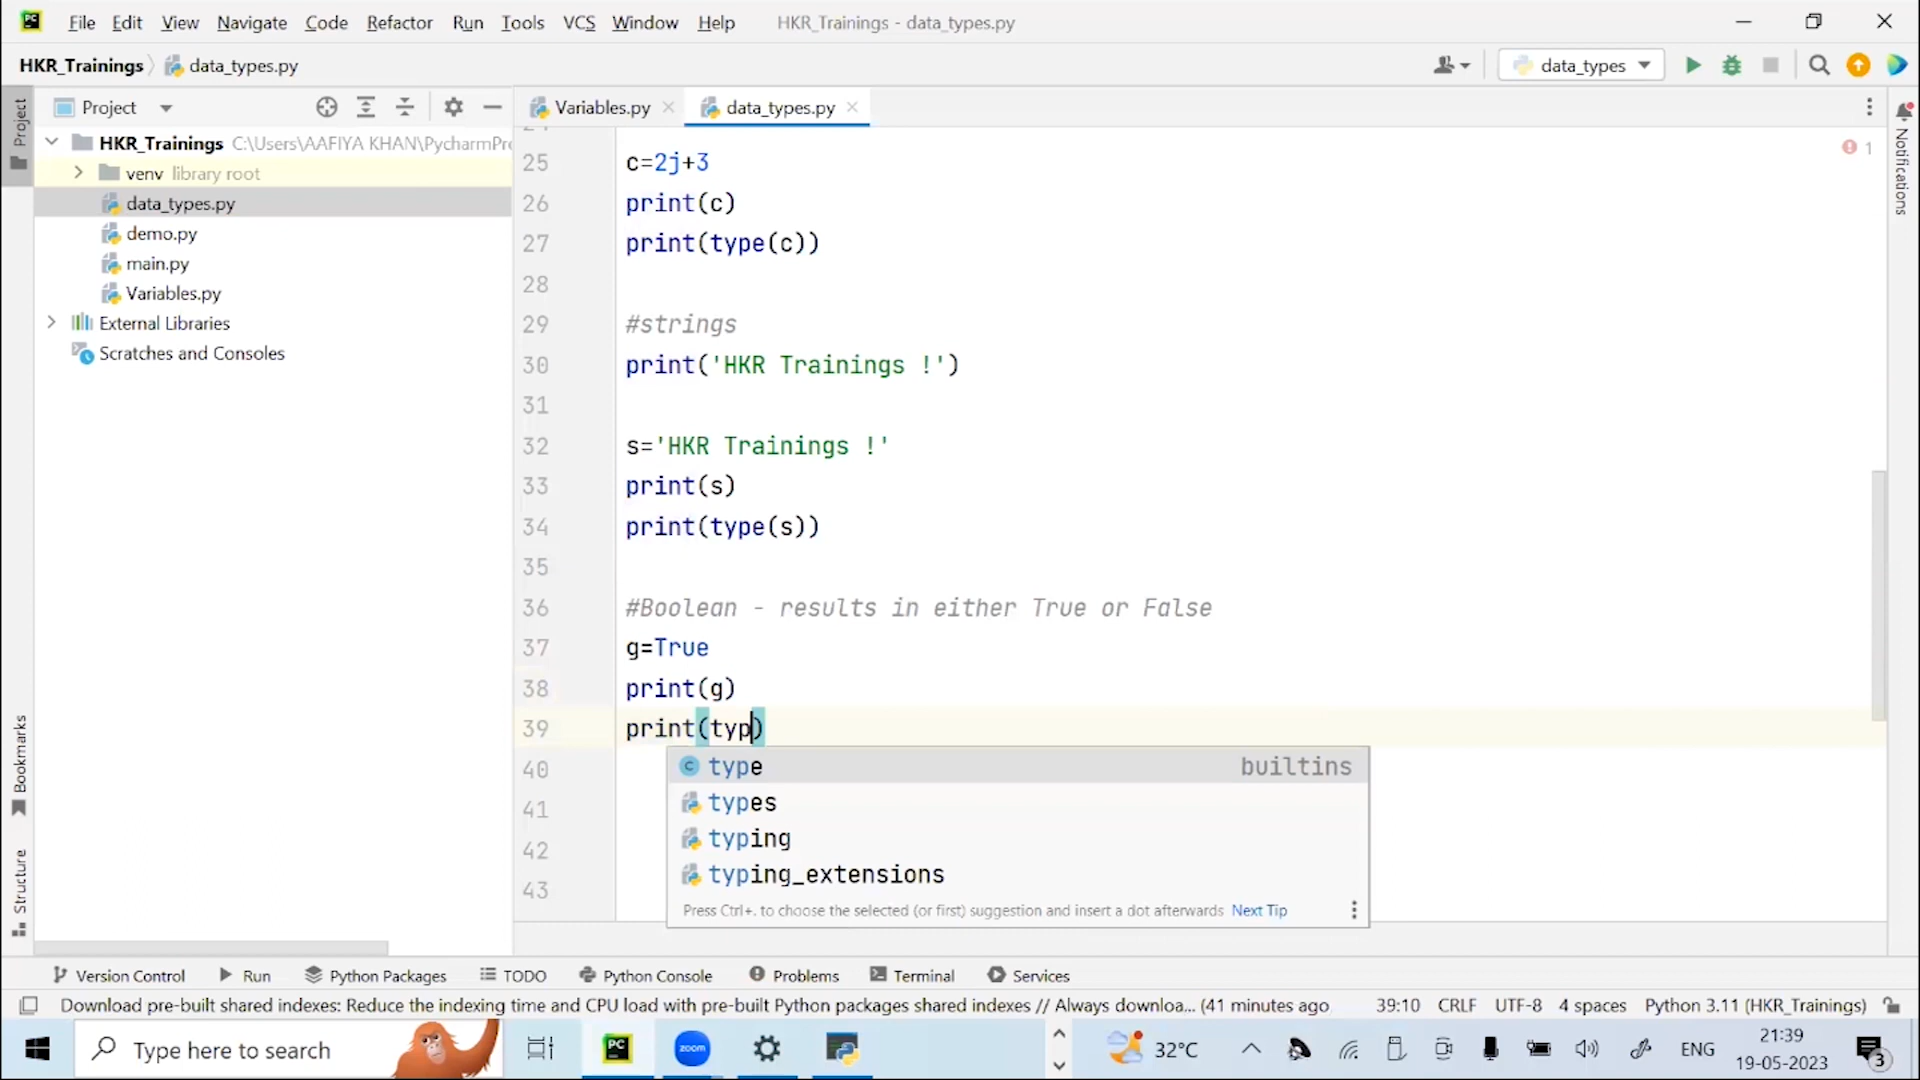 PC File Edit View Navigate Code Refactor Run Tools VCS Window Help HKR_Trainings - data_types.py
HKR_Trainings data_types.py data_types
Project
Project
HKR_Trainings C:\Users\AAFIYA KHAN\PycharmPr
venv library root
data_types.py
demo.py
main.py
Variables.py
External Libraries
Scratches and Consoles
Bookmarks
Structure
Variables.py data_types.py
1
25 c=2j+3
26 print(c)
27 print(type(c))
28
29 #strings
30 print('HKR Trainings !')
31
32 s='HKR Trainings !'
33 print(s)
34 print(type(s))
35
36 #Boolean - results in either True or False
37 g=True
38 print(g)
39 print(typ)
40
41
42
43
type builtins
types
typing
typing_extensions
Press Ctrl+. to choose the selected (or first) suggestion and insert a dot afterwards Next Tip
Notifications
Version Control Run Python Packages TODO Python Console Problems Terminal Services
Download pre-built shared indexes: Reduce the indexing time and CPU load with pre-built Python packages shared indexes // Always downloa... (41 minutes ago 39:10 CRLF UTF-8 4 spaces Python 3.11 (HKR_Trainings)
Type here to search PC zoom 32°C ENG 21:39
19-05-2023 3